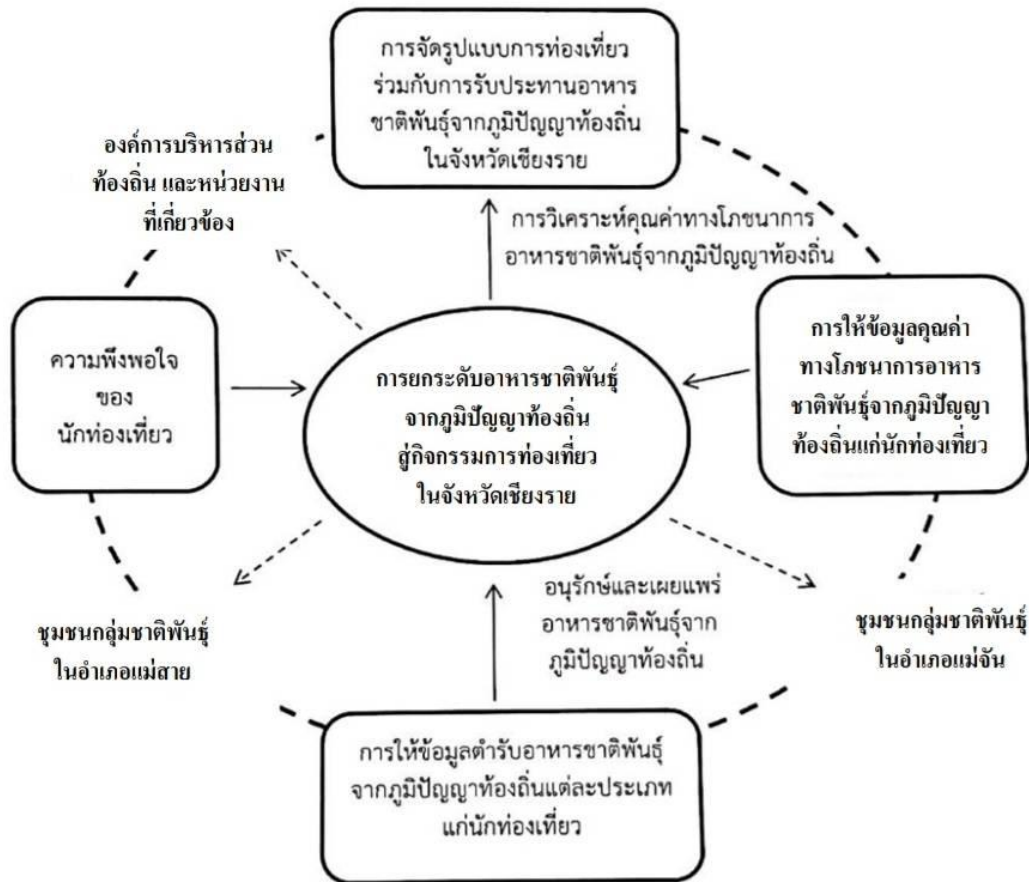 การจัดรูปแบบการท่องเที่ยว
ร่วมกับการรับประทานอาหาร
ชาติพันธุ์จากภูมิปัญญาท้องถิ่น
ในจังหวัดเชียงราย
องค์การบริหารส่วน
ท้องถิ่น และหน่วยงาน
ที่เกี่ยวข้อง
การวิเคราะห์คุณค่าทางโภชนาการ
อาหารชาติพันธุ์จากภูมิปัญญาท้องถิ่น
ความพึงพอใจ
ของ
นักท่องเที่ยว
การยกระดับอาหารชาติพันธุ์
จากภูมิปัญญาท้องถิ่น
สู่กิจกรรมการท่องเที่ยว
ในจังหวัดเชียงราย
การให้ข้อมูลคุณค่า
ทางโภชนาการอาหาร
ชาติพันธุ์จากภูมิปัญญา
ท้องถิ่นแก่นักท่องเที่ยว
ชุมชนกลุ่มชาติพันธุ์
ในอำเภอแม่สาย
อนุรักษ์และเผยแพร่
อาหารชาติพันธุ์จาก
ภูมิปัญญาท้องถิ่น
ชุมชนกลุ่มชาติพันธุ์
ในอำเภอแม่จัน
การให้ข้อมูลตำรับอาหารชาติพันธุ์
จากภูมิปัญญาท้องถิ่นแต่ละประเภท
แก่นักท่องเที่ยว